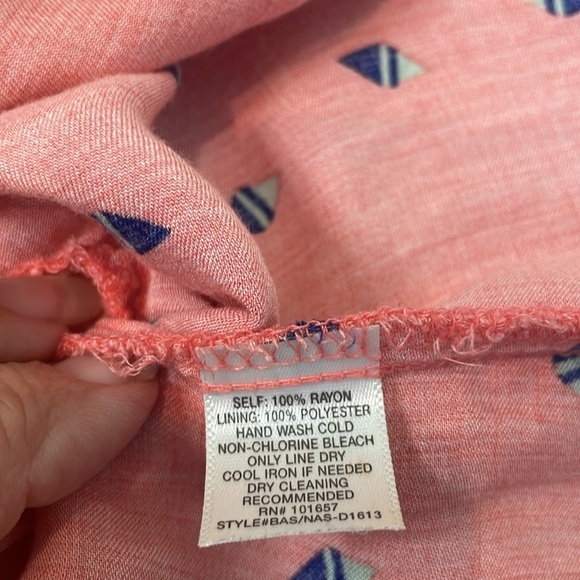 SELF: 100% RAYON
LINING: 100% POLYESTER
HAND WASH COLD
NON-CHLORINE BLEACH
ONLY LINE DRY
COOL IRON IF NEEDED
DRY CLEANING
RECOMMENDED
RN# 101657
STYLE#BAS/NAS-D1613